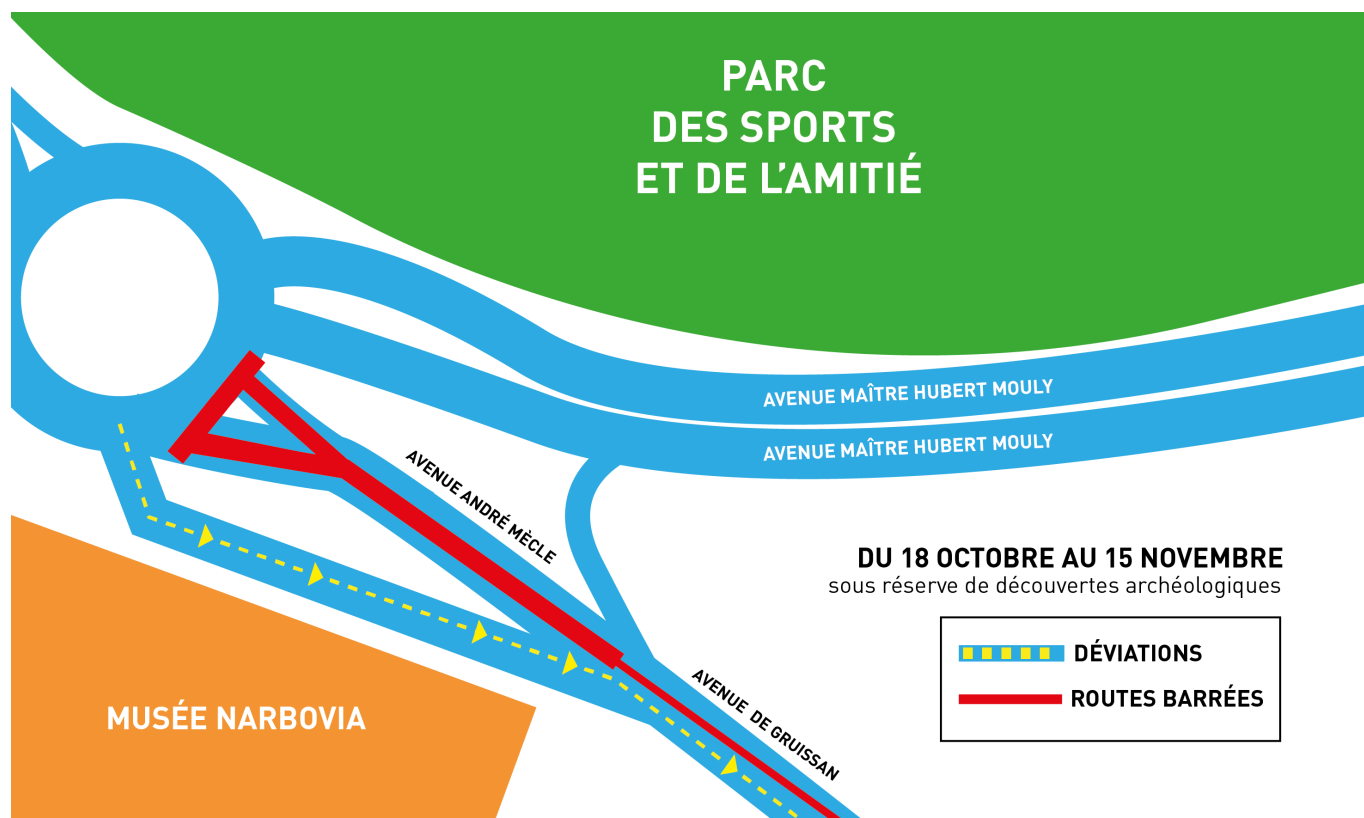 PARC
DES SPORTS
ET DE L'AMITIÉ
AVENUE MAÎTRE HUBERT MOULY
AVENUE MAÎTRE HUBERT MOULY
AVENUE ANDRÉ MÈCLE
DU 18 OCTOBRE AU 15 NOVEMBRE
sous réserve de découvertes archéologiques
DÉVIATIONS
ROUTES BARRÉES
AVENUE DE GRUISSAN
MUSÉE NARBOVIA